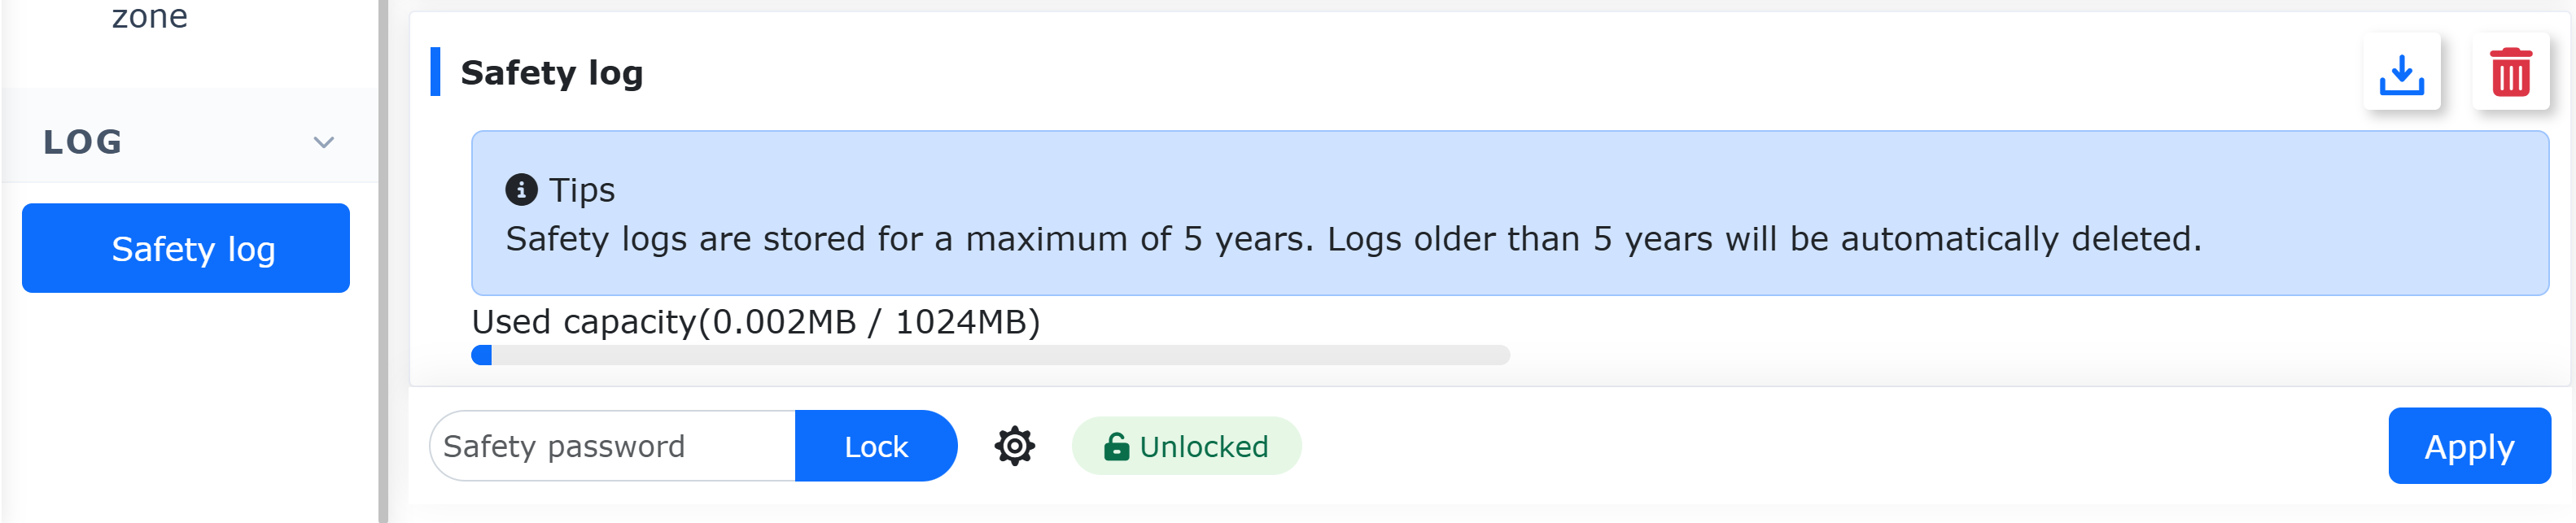 zone
LOG
Safety log
Safety log
Tips
Safety logs are stored for a maximum of 5 years. Logs older than 5 years will be automatically deleted.
Used capacity(0.002MB / 1024MB)
Safety password
Lock
Unlocked
Apply